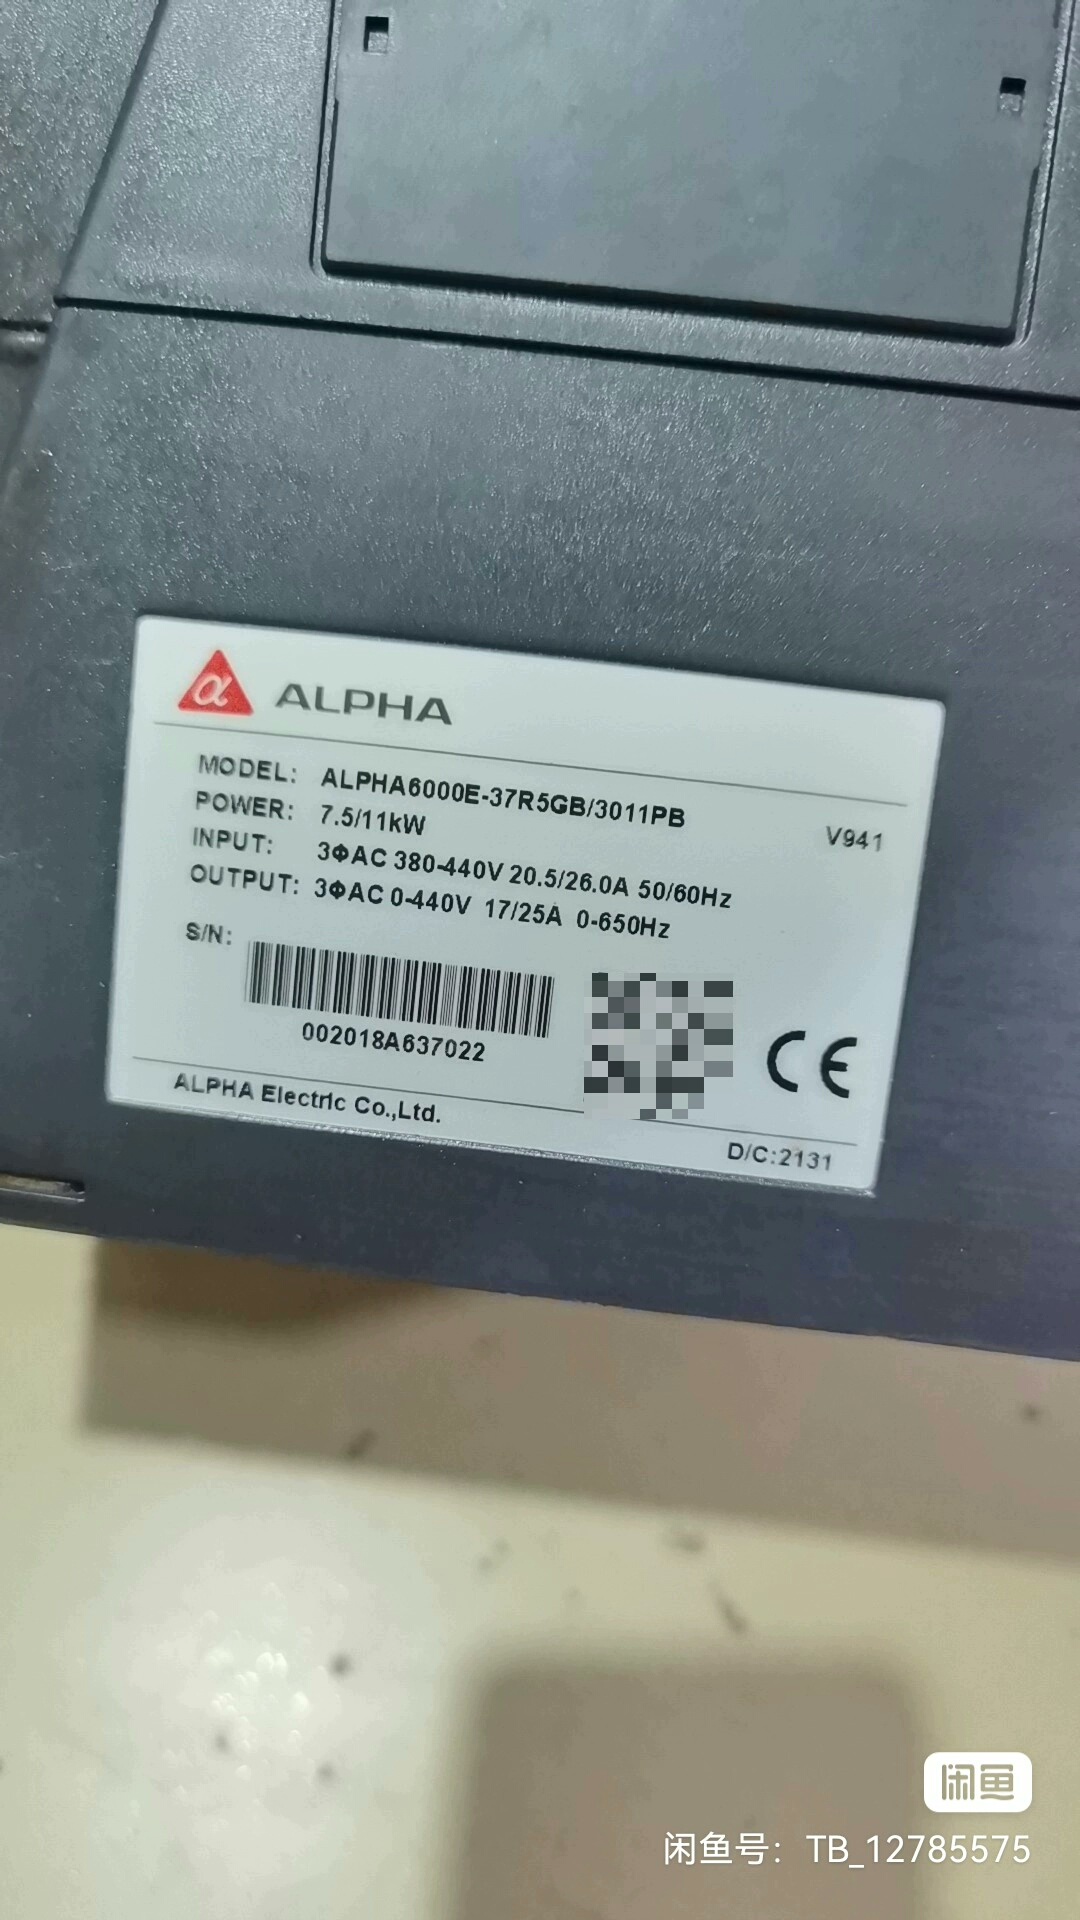 α ALPHA
MODEL: ALPHA6000E-37R5GB/3011PB
POWER: 7.5/11kW
V941
INPUT: 3ΦAC 380-440V 20.5/26.0A 50/60Hz
OUTPUT: 3ΦAC 0-440V 17/25A 0-650Hz
S/N:
002018A637022
CE
ALPHA Electric Co.,Ltd.
D/C:2131
闲鱼
闲鱼号：TB_12785575